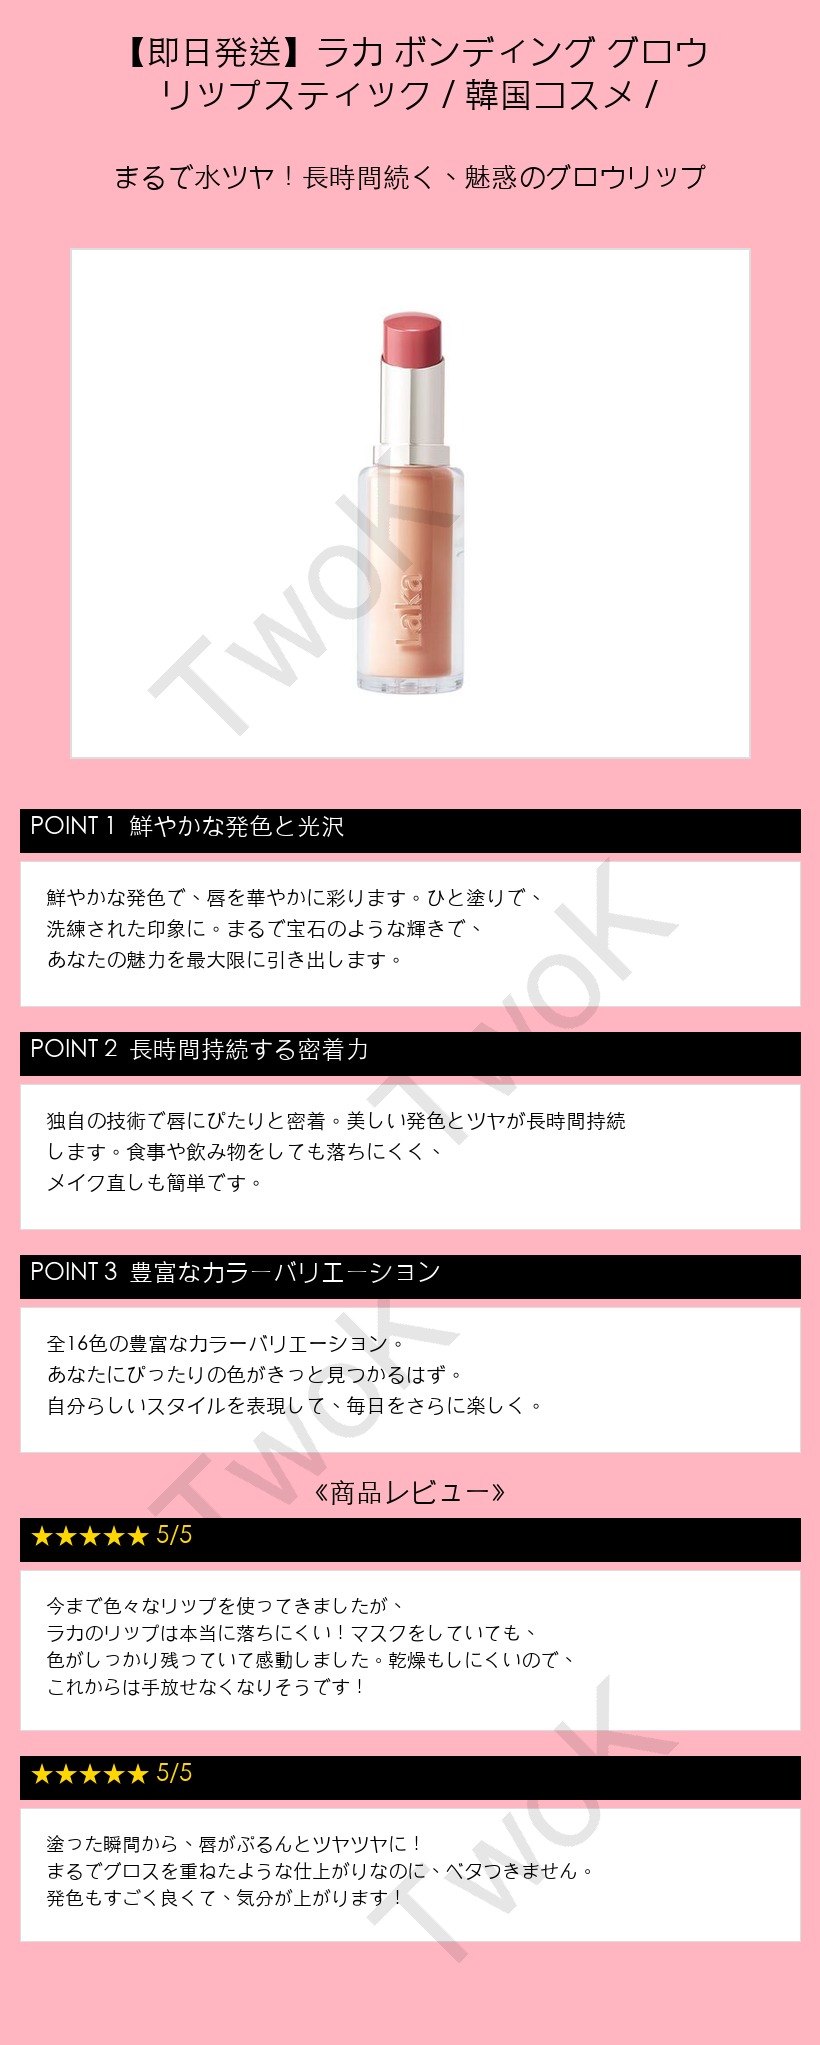 【即日発送】ラカ ボンディング グロウ
リップスティック / 韓国コスメ /
まるで水ツヤ！長時間続く、魅惑のグロウリップ
Laka
TwoK
POINT 1 鮮やかな発色と光沢
鮮やかな発色で、唇を華やかに彩ります。ひと塗りで、
洗練された印象に。まるで宝石のような輝きで、
あなたの魅力を最大限に引き出します。
TwoK
POINT 2 長時間持続する密着力
独自の技術で唇にぴたりと密着。美しい発色とツヤが長時間持続
します。食事や飲み物をしても落ちにくく、
メイク直しも簡単です。
POINT 3 豊富なカラーバリエーション
全16色の豊富なカラーバリエーション。
あなたにぴったりの色がきっと見つかるはず。
自分らしいスタイルを表現して、毎日をさらに楽しく。
TwoK
《商品レビュー》
★★★★★ 5/5
今まで色々なリップを使ってきましたが、
ラカのリップは本当に落ちにくい！マスクをしていても、
色がしっかり残っていて感動しました。乾燥もしにくいので、
これからは手放せなくなりそうです！
★★★★★ 5/5
塗った瞬間から、唇がぷるんとツヤツヤに！
まるでグロスを重ねたような仕上がりなのに、ベタつきません。
発色もすごく良くて、気分が上がります！
TwoK